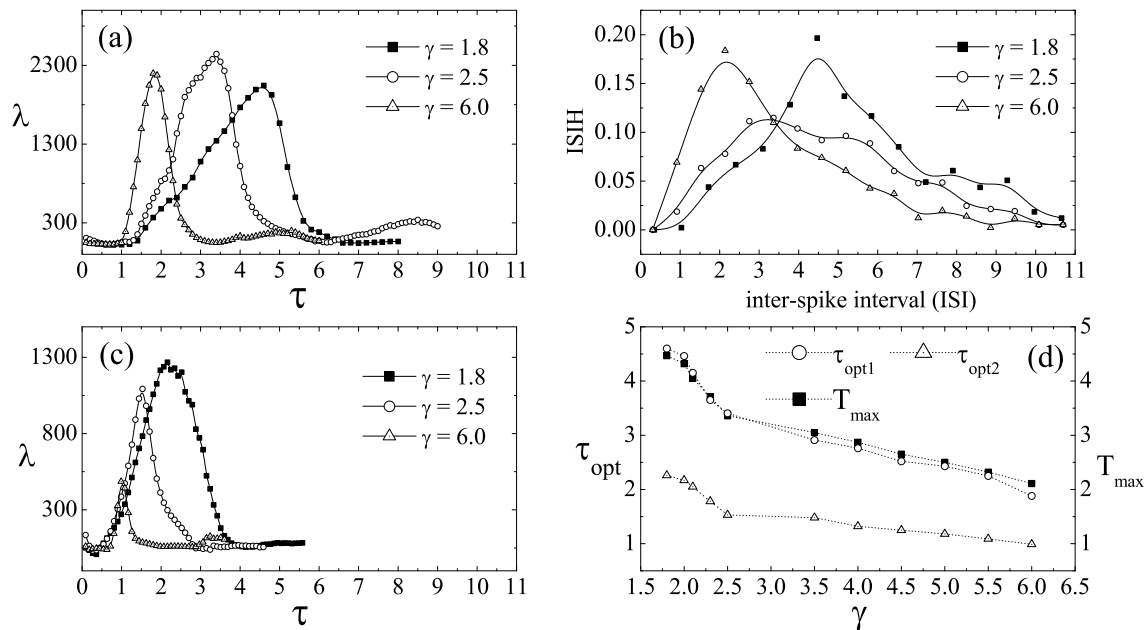 (a)
γ = 1.8
γ = 2.5
γ = 6.0
2300
1300
300
λ
0 1 2 3 4 5 6 7 8 9 10 11
τ
(b)
γ = 1.8
γ = 2.5
γ = 6.0
0.20
0.15
0.10
0.05
0.00
ISIH
0 1 2 3 4 5 6 7 8 9 10 11
inter-spike interval (ISI)
(c)
γ = 1.8
γ = 2.5
γ = 6.0
1300
800
300
λ
0 1 2 3 4 5 6 7 8 9 10 11
τ
(d)
τopt1
τopt2
Tmax
5
4
3
2
1
τopt
5
4
3
2
1
Tmax
1.5 2.0 2.5 3.0 3.5 4.0 4.5 5.0 5.5 6.0 6.5
γ